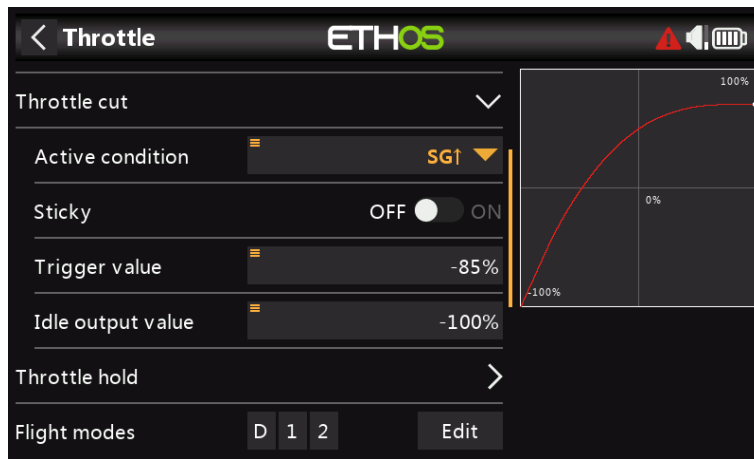 Throttle ETHOS
Throttle cut
Active condition SG↑
Sticky OFF ON
Trigger value -85%
Idle output value -100%
Throttle hold
Flight modes D 1 2 Edit
100%
0%
-100%